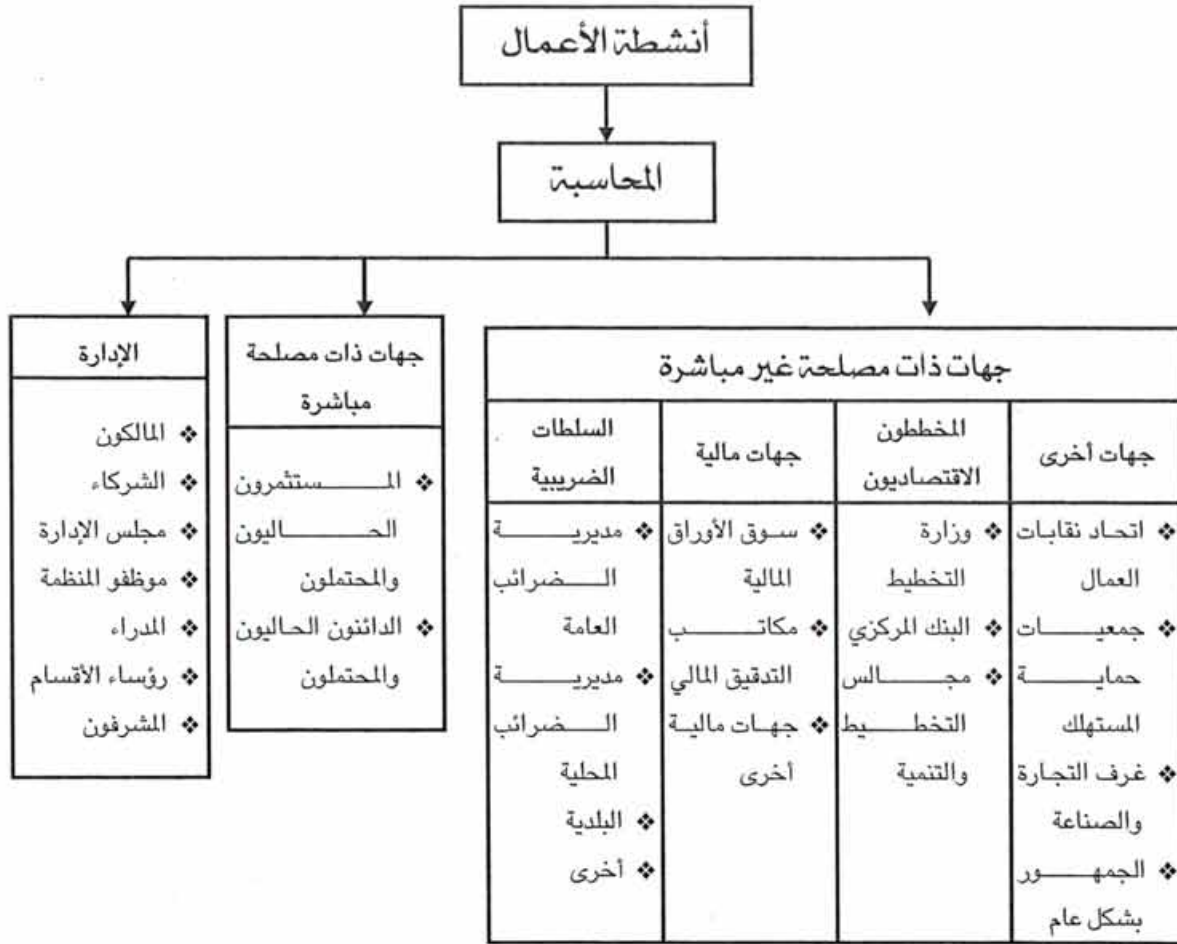 أنشطة الأعمال
المحاسبة
جهات ذات مصلحة غير مباشرة
جهات أخرى
❖ اتحاد نقابات
العمال
❖ جمعيات
حماية
المستهلك
❖ غرف التجارة
والصناعة
❖ الجمهور
بشكل عام
المخططون
الاقتصاديون
❖ وزارة
التخطيط
❖ البنك المركزي
❖ مجالس
التخطيط
والتنمية
جهات مالية
❖ سوق الأوراق
المالية
❖ مكاتب
التدقيق المالي
❖ جهات مالية
أخرى
السلطات
الضريبية
❖ مديرية
الضرائب
العامة
❖ مديرية
الضرائب
المحلية
❖ البلدية
❖ أخرى
جهات ذات مصلحة
مباشرة
❖ المستثمرون
الحاليون
والمحتملون
❖ الدائنون الحاليون
والمحتملون
الإدارة
❖ المالكون
❖ الشركاء
❖ مجلس الإدارة
❖ موظفو المنظمة
❖ المدراء
❖ رؤساء الأقسام
❖ المشرفون